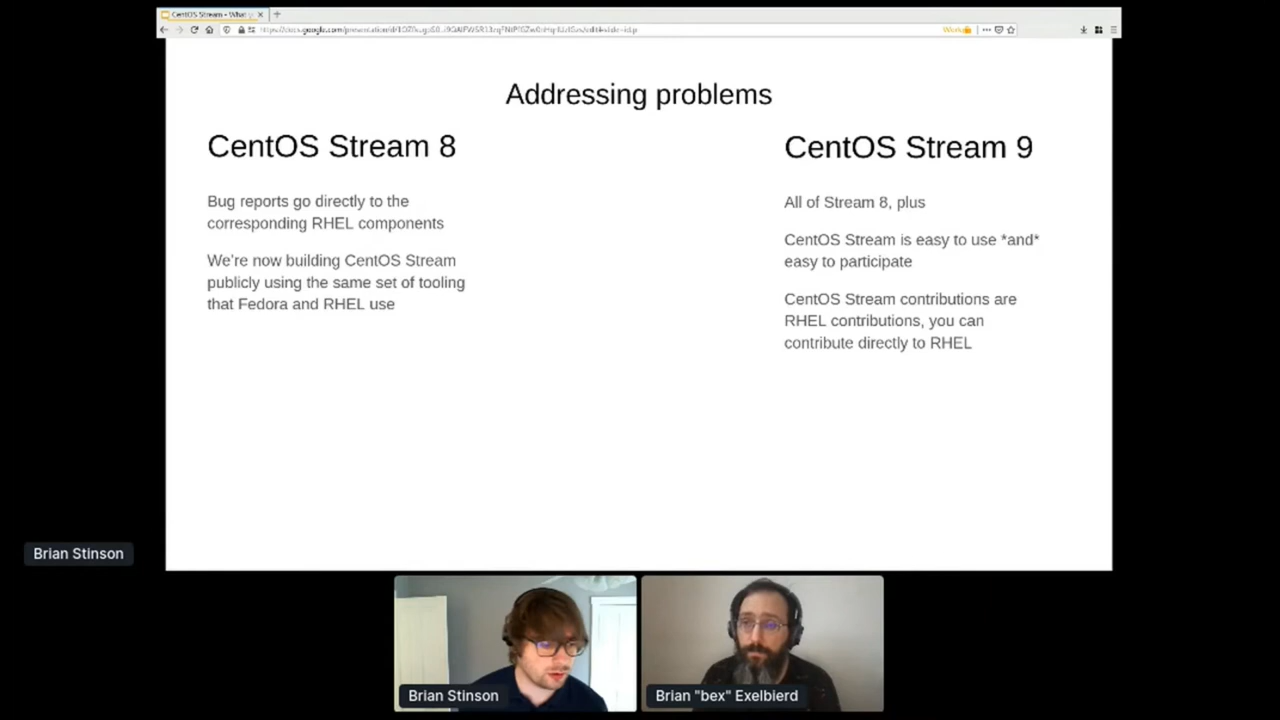 CentOS Stream - What
Addressing problems
CentOS Stream 8
Bug reports go directly to the
corresponding RHEL components
We're now building CentOS Stream
publicly using the same set of tooling
that Fedora and RHEL use
CentOS Stream 9
All of Stream 8, plus
CentOS Stream is easy to use *and*
easy to participate
CentOS Stream contributions are
RHEL contributions, you can
contribute directly to RHEL
Brian Stinson
Brian Stinson
Brian "bex" Exelbierd